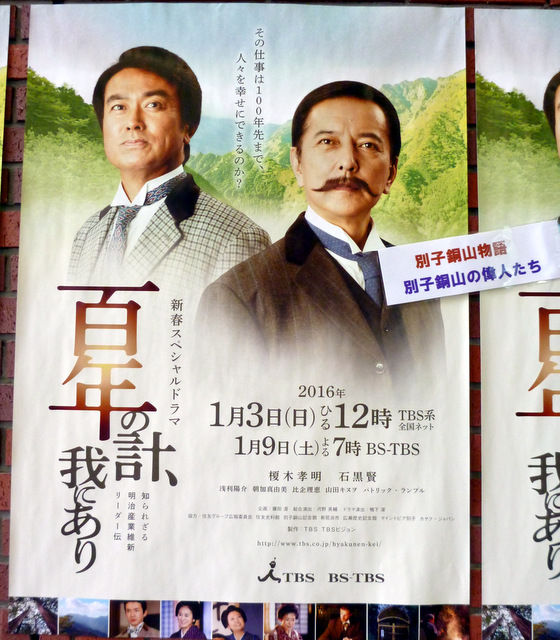 その仕事は100年先まで、
人々を幸せにできるのか？
別子銅山物語
別子銅山の偉人たち
新春スペシャルドラマ
百年の計、
我にあり
知られざる
明治産業維新
リーダー伝
2016年
1月3日(日)ひる12時 TBS系
全国ネット
1月9日(土)よる7時 BS-TBS
榎木孝明 石黒賢
浅利陽介 朝加真由美 比企理恵 山田キヌヲ パトリック・ランブル
製作 TBS TBSビジョン
http://www.tbs.co.jp/hyakunen-kei/
TBS BS-TBS
百
年
我